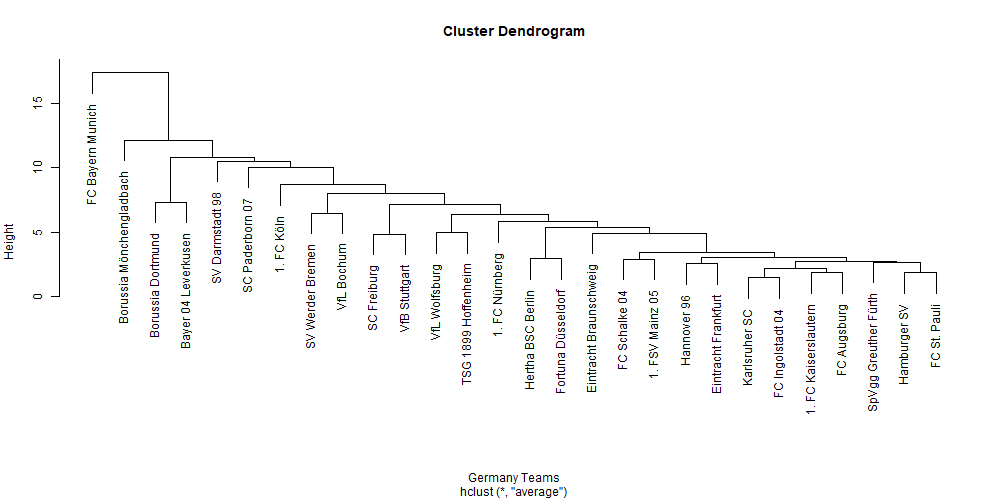 Cluster Dendrogram
Height
15
10
5
0
FC Bayern Munich
Borussia Mönchengladbach
Borussia Dortmund
Bayer 04 Leverkusen
SV Darmstadt 98
SC Paderborn 07
1. FC Köln
SV Werder Bremen
VfL Bochum
SC Freiburg
VfB Stuttgart
VfL Wolfsburg
TSG 1899 Hoffenheim
1. FC Nürnberg
Hertha BSC Berlin
Fortuna Düsseldorf
Eintracht Braunschweig
FC Schalke 04
1. FSV Mainz 05
Hannover 96
Eintracht Frankfurt
Karlsruher SC
FC Ingolstadt 04
1. FC Kaiserslautern
FC Augsburg
SpVgg Greuther Fürth
Hamburger SV
FC St. Pauli
Germany Teams
hclust (*, "average")